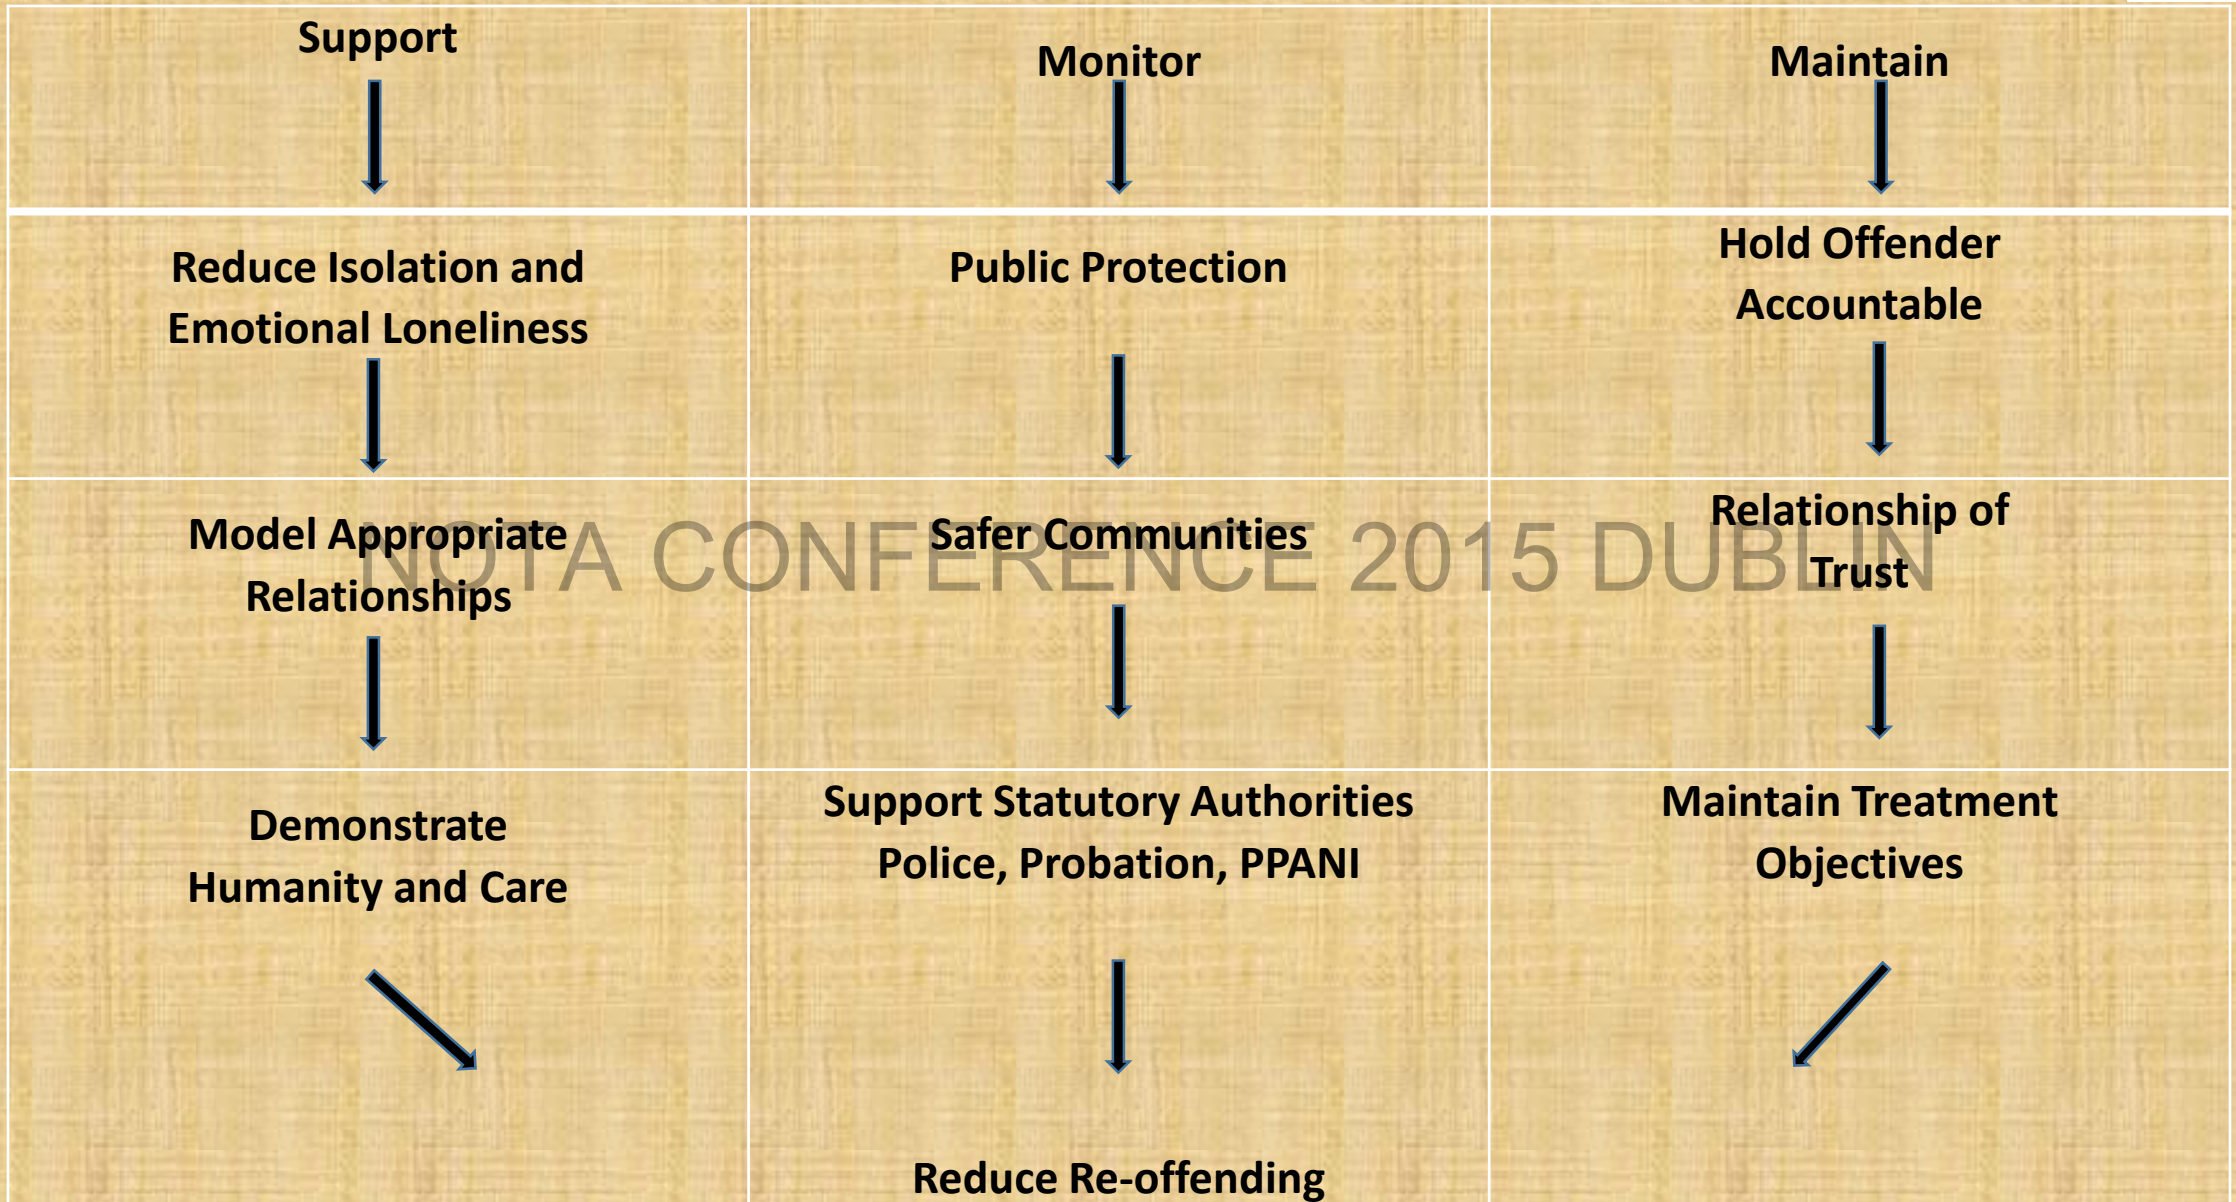 Support
Monitor
Maintain
Reduce Isolation and
Emotional Loneliness
Public Protection
Hold Offender
Accountable
Model Appropriate
Relationships
Safer Communities
Relationship of
Trust
NOTA CONFERENCE 2015 DUBLIN
Demonstrate
Humanity and Care
Support Statutory Authorities
Police, Probation, PPANI
Maintain Treatment
Objectives
Reduce Re-offending